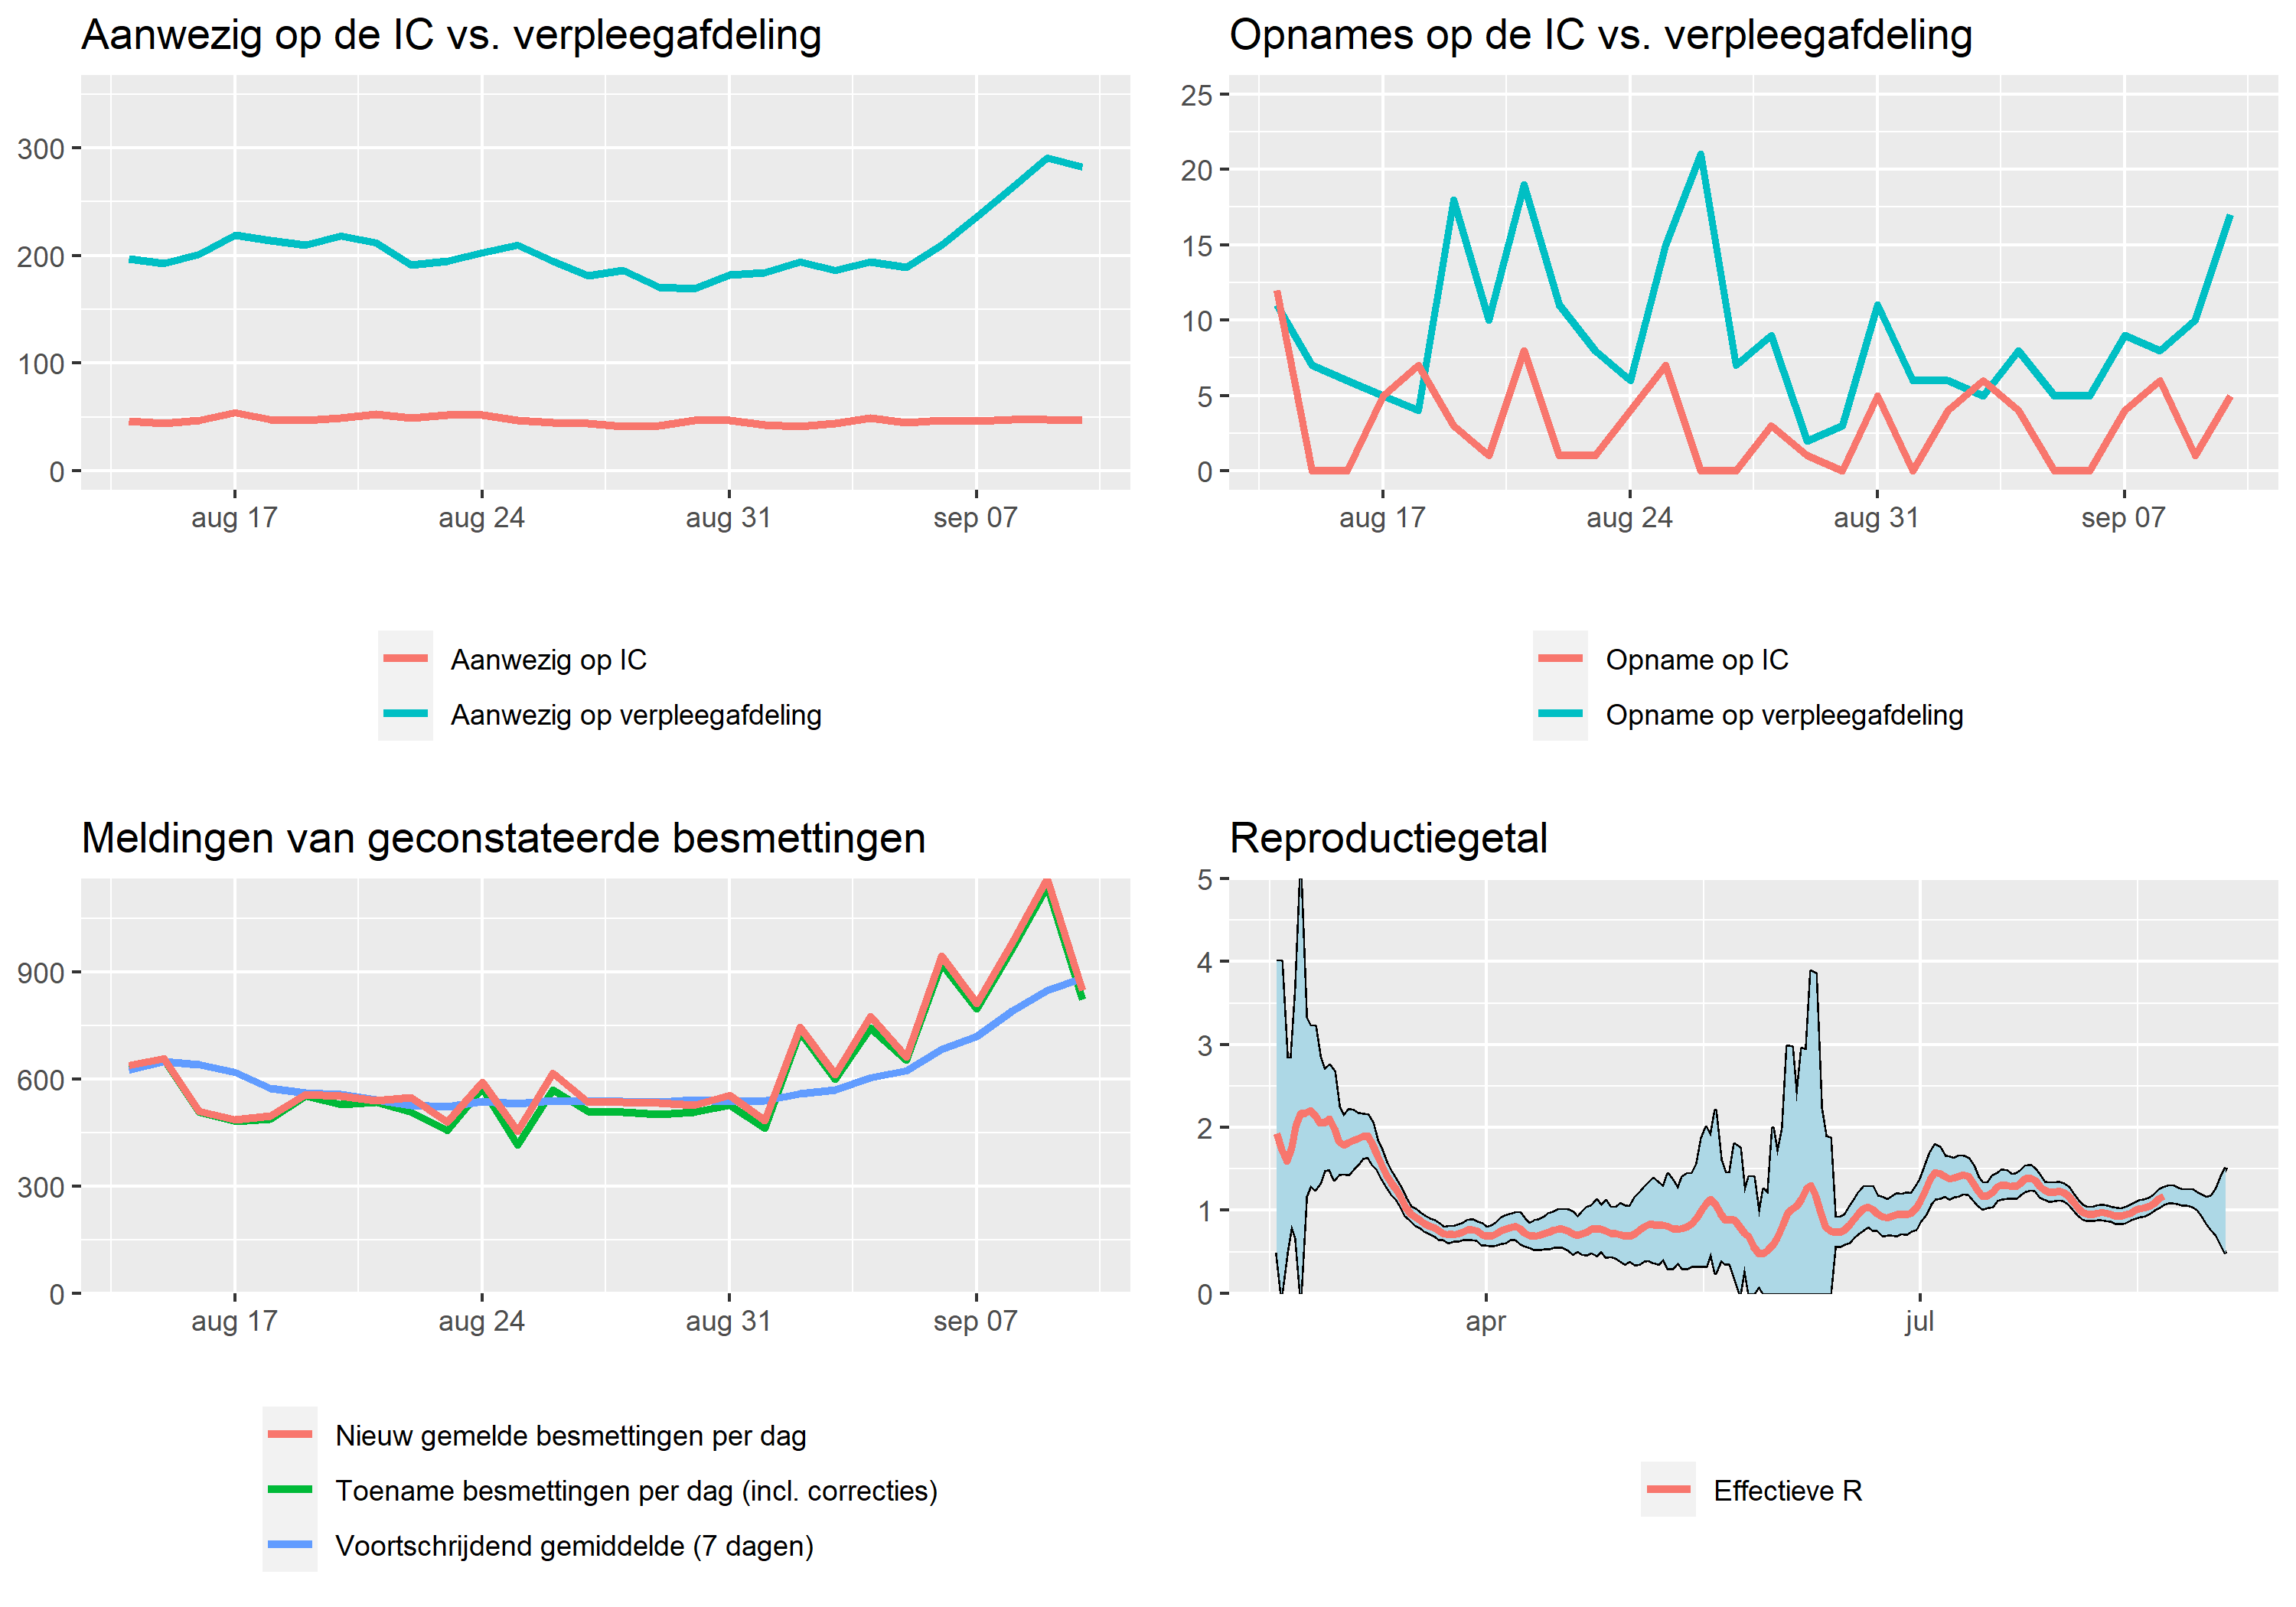 Aanwezig op de IC vs. verpleegafdeling
300
200
100
0
aug 17 aug 24 aug 31 sep 07
Aanwezig op IC
Aanwezig op verpleegafdeling
Opnames op de IC vs. verpleegafdeling
25
20
15
10
5
0
aug 17 aug 24 aug 31 sep 07
Opname op IC
Opname op verpleegafdeling
Meldingen van geconstateerde besmettingen
900
600
300
0
aug 17 aug 24 aug 31 sep 07
Nieuw gemelde besmettingen per dag
Toename besmettingen per dag (incl. correcties)
Voortschrijdend gemiddelde (7 dagen)
Reproductiegetal
5
4
3
2
1
0
apr jul
Effectieve R